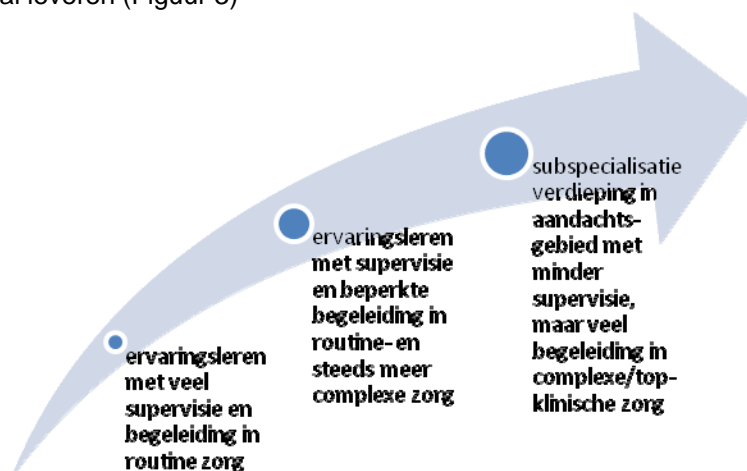 al leveren (Figuur 3)
ervaringsleren
met veel
supervisie en
begeleiding in
routine zorg
ervaringsleren
met supervisie
en beperkte
begeleiding in
routine- en
steeds meer
complexe zorg
subspecialisatie
verdieping in
aandachts-
gebied met
minder
supervisie,
maar veel
begeleiding in
complexe/top-
klinische zorg